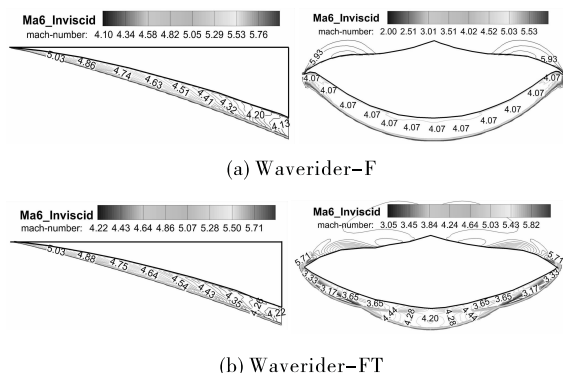 Ma6_Inviscid
mach-number: 4.10 4.34 4.58 4.82 5.05 5.29 5.53 5.76
5.03 4.86 4.74 4.63 4.51 4.41 4.32 4.20 4.13
Ma6_Inviscid
mach-number: 2.00 2.51 3.01 3.51 4.02 4.52 5.03 5.53
5.93 5.93
4.07 4.07
4.07 4.07
4.07 4.07
4.07 4.07 4.07 4.07
(a) Waverider-F
Ma6_Inviscid
mach-number: 4.22 4.43 4.64 4.86 5.07 5.28 5.50 5.71
5.03 4.88 4.75 4.64 4.54 4.43 4.35 4.28 4.22
Ma6_Inviscid
mach-number: 3.05 3.45 3.84 4.24 4.64 5.03 5.43 5.82
5.71 5.71
3.33 3.33
3.17 3.65 3.65 3.65 3.65 3.17
4.44 4.28 4.20 4.28 4.44
(b) Waverider-FT